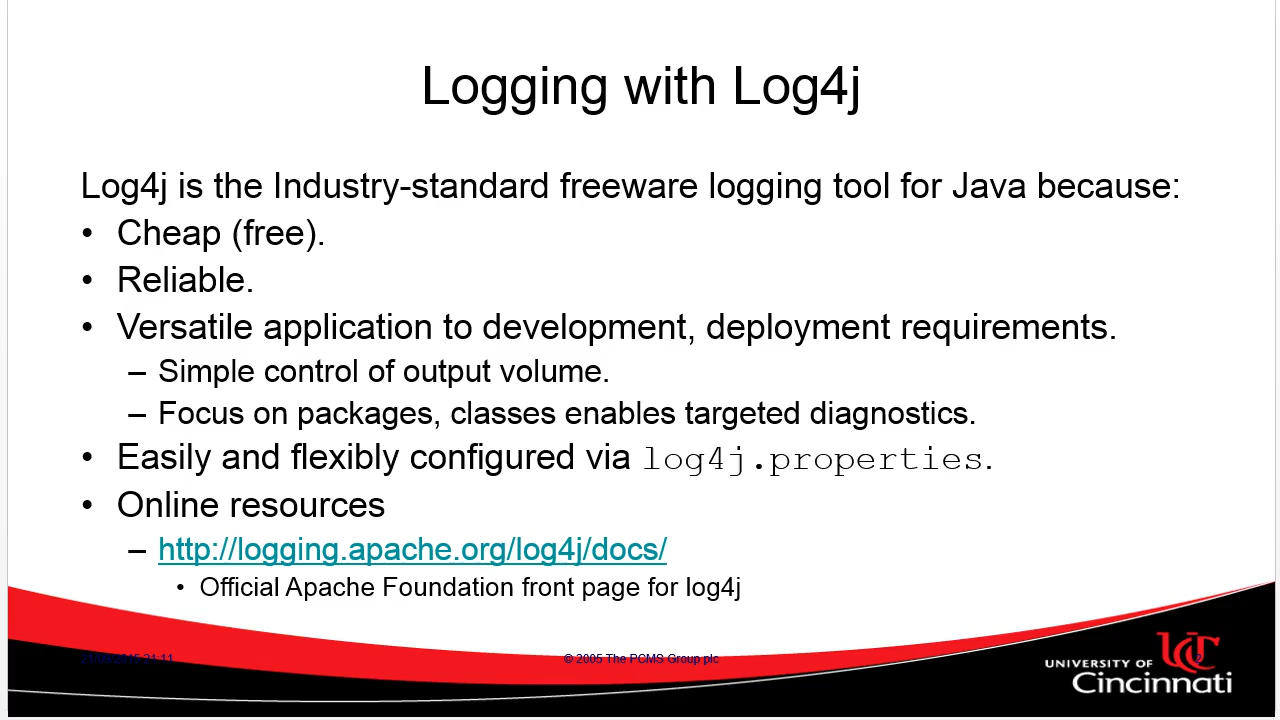 Logging with Log4j
Log4j is the Industry-standard freeware logging tool for Java because:
• Cheap (free).
• Reliable.
• Versatile application to development, deployment requirements.
– Simple control of output volume.
– Focus on packages, classes enables targeted diagnostics.
• Easily and flexibly configured via log4j.properties.
• Online resources
– http://logging.apache.org/log4j/docs/
• Official Apache Foundation front page for log4j
© 2005 The PCMS Group plc
UNIVERSITY OF
Cincinnati